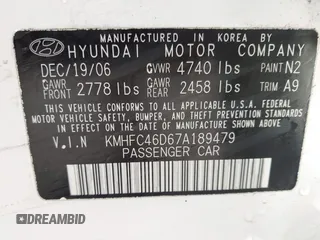 MANUFACTURED IN KOREA BY
HYUNDAI MOTOR COMPANY
DEC/19/06 GVWR 4740 lbs PAINT N2
GAWR FRONT 2778 lbs GAWR REAR 2458 lbs TRIM A9
THIS VEHICLE CONFORMS TO ALL APPLICABLE U.S. FEDERAL
MOTOR VEHICLE SAFETY, BUMPER, AND THEFT PREVENTION
STANDARDS IN EFFECT ON THE DATE OF MANUFACTURE
SHOWN ABOVE.
V.I.N KMHFC46D67A189479
PASSENGER CAR
DREAMBID